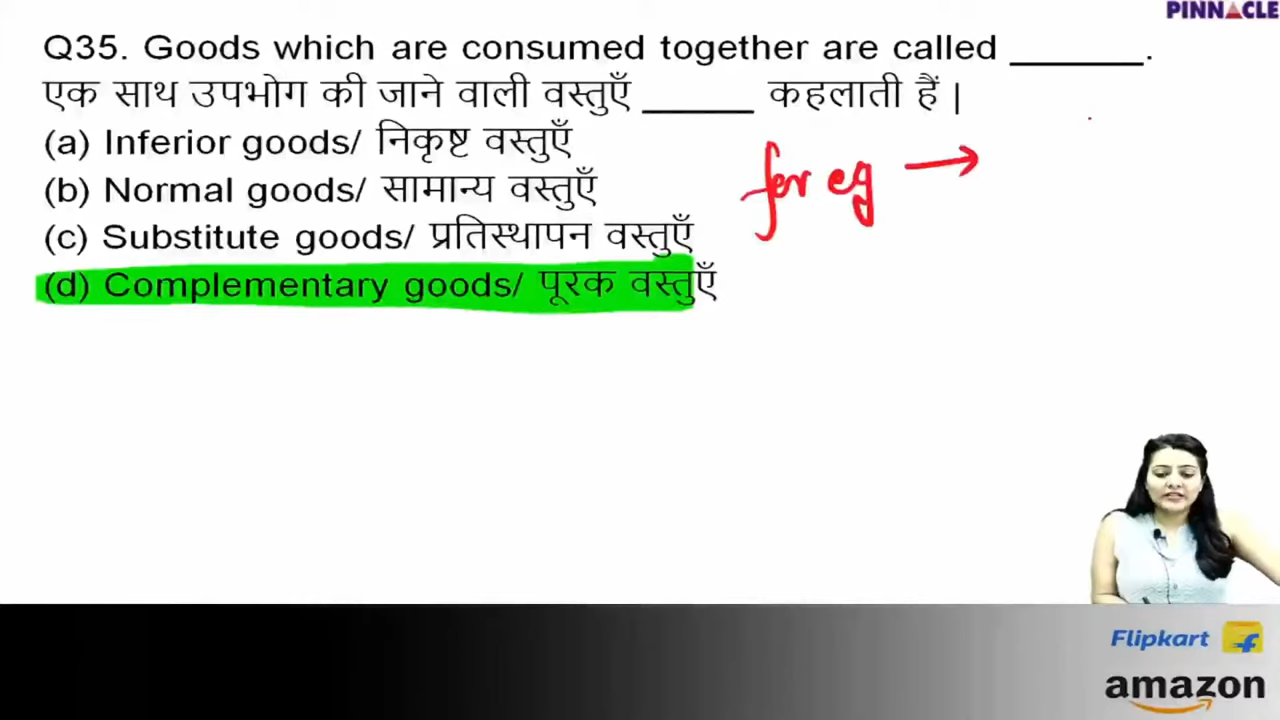 PINNACLE
Q35. Goods which are consumed together are called _______.
एक साथ उपभोग की जाने वाली वस्तुएँ ______ कहलाती हैं |
(a) Inferior goods/ निकृष्ट वस्तुएँ
(b) Normal goods/ सामान्य वस्तुएँ
(c) Substitute goods/ प्रतिस्थापन वस्तुएँ
(d) Complementary goods/ पूरक वस्तुएँ
for eg →
Flipkart
amazon